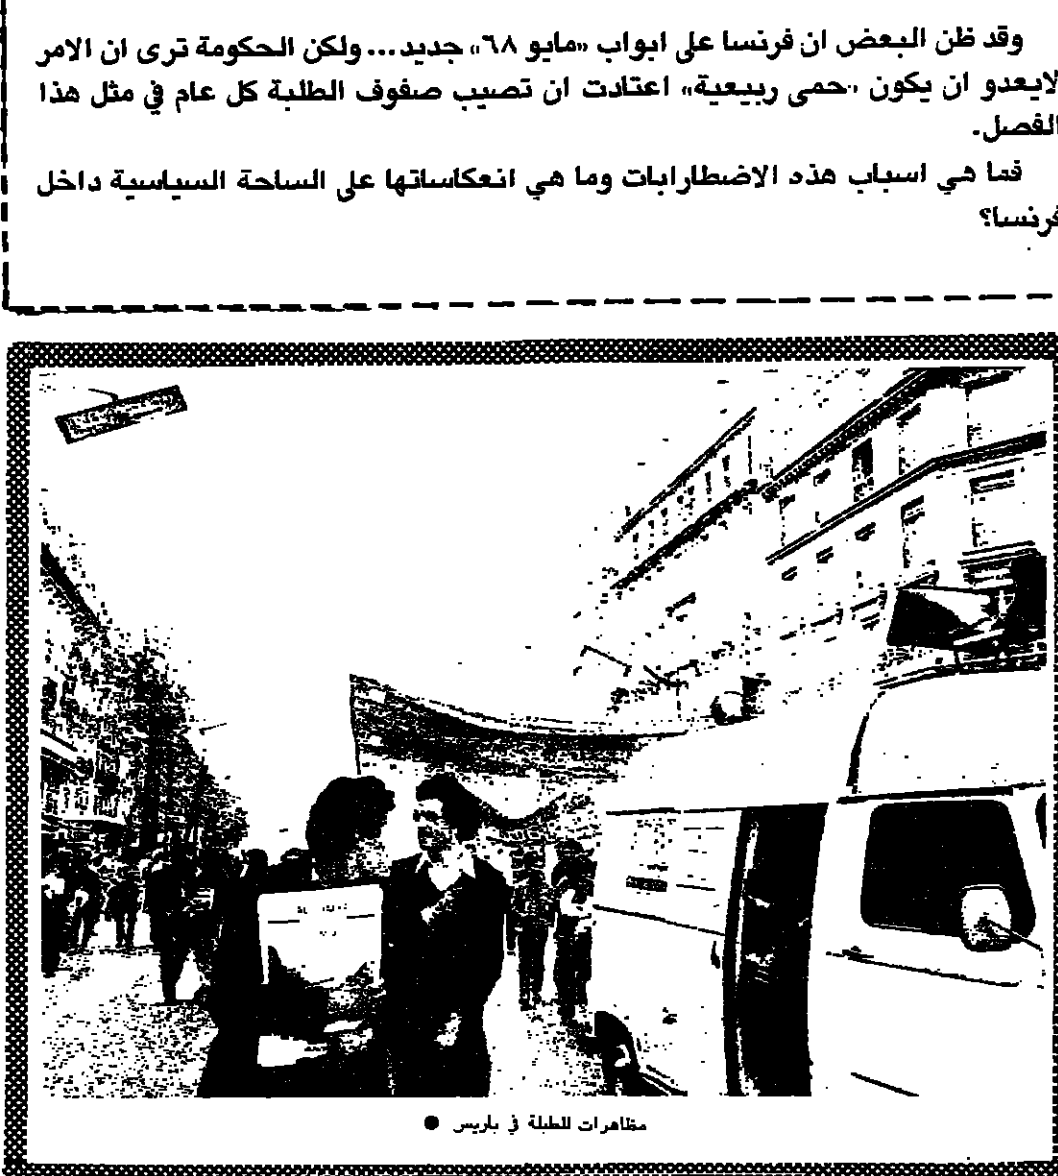 وقد ظن البعض ان فرنسا على ابواب «مايو ٦٨» جديد... ولكن الحكومة ترى ان الامر
لايعدو ان يكون «حمى ربيعية» اعتادت ان تصيب صفوف الطلبة كل عام في مثل هذا
الفصل.
فما هي اسباب هذه الاضطرابات وما هي انعكاساتها على الساحة السياسية داخل
فرنسا؟
مظاهرات للطلبة في باريس ●